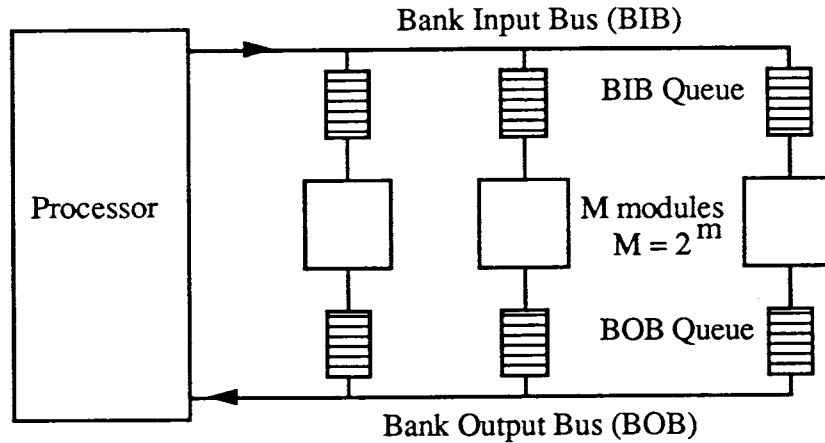 Bank Input Bus (BIB)
BIB Queue
Processor
M modules
M = 2^m
BOB Queue
Bank Output Bus (BOB)